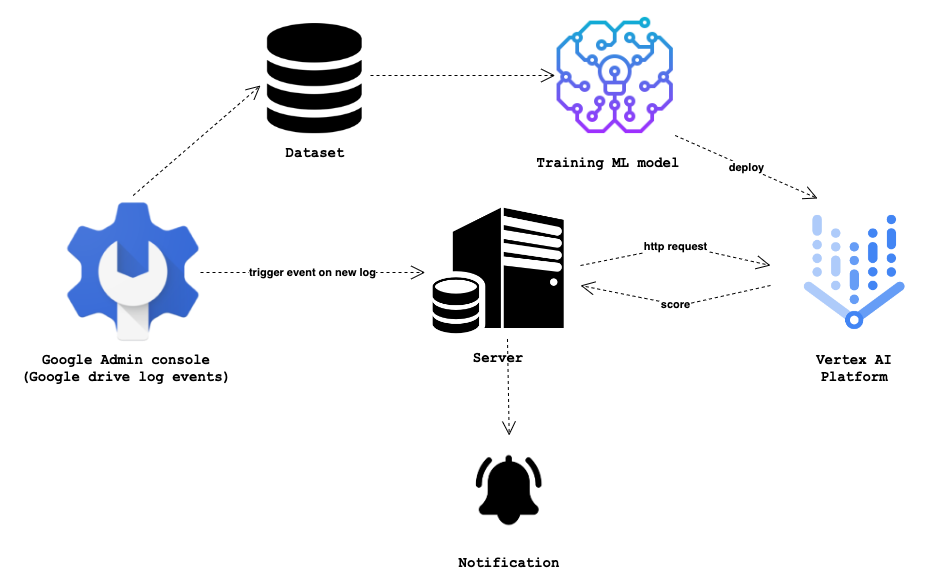 Dataset
Training ML model
deploy
http request
trigger event on new log
score
Google Admin console
(Google drive log events)
Server
Vertex AI
Platform
Notification